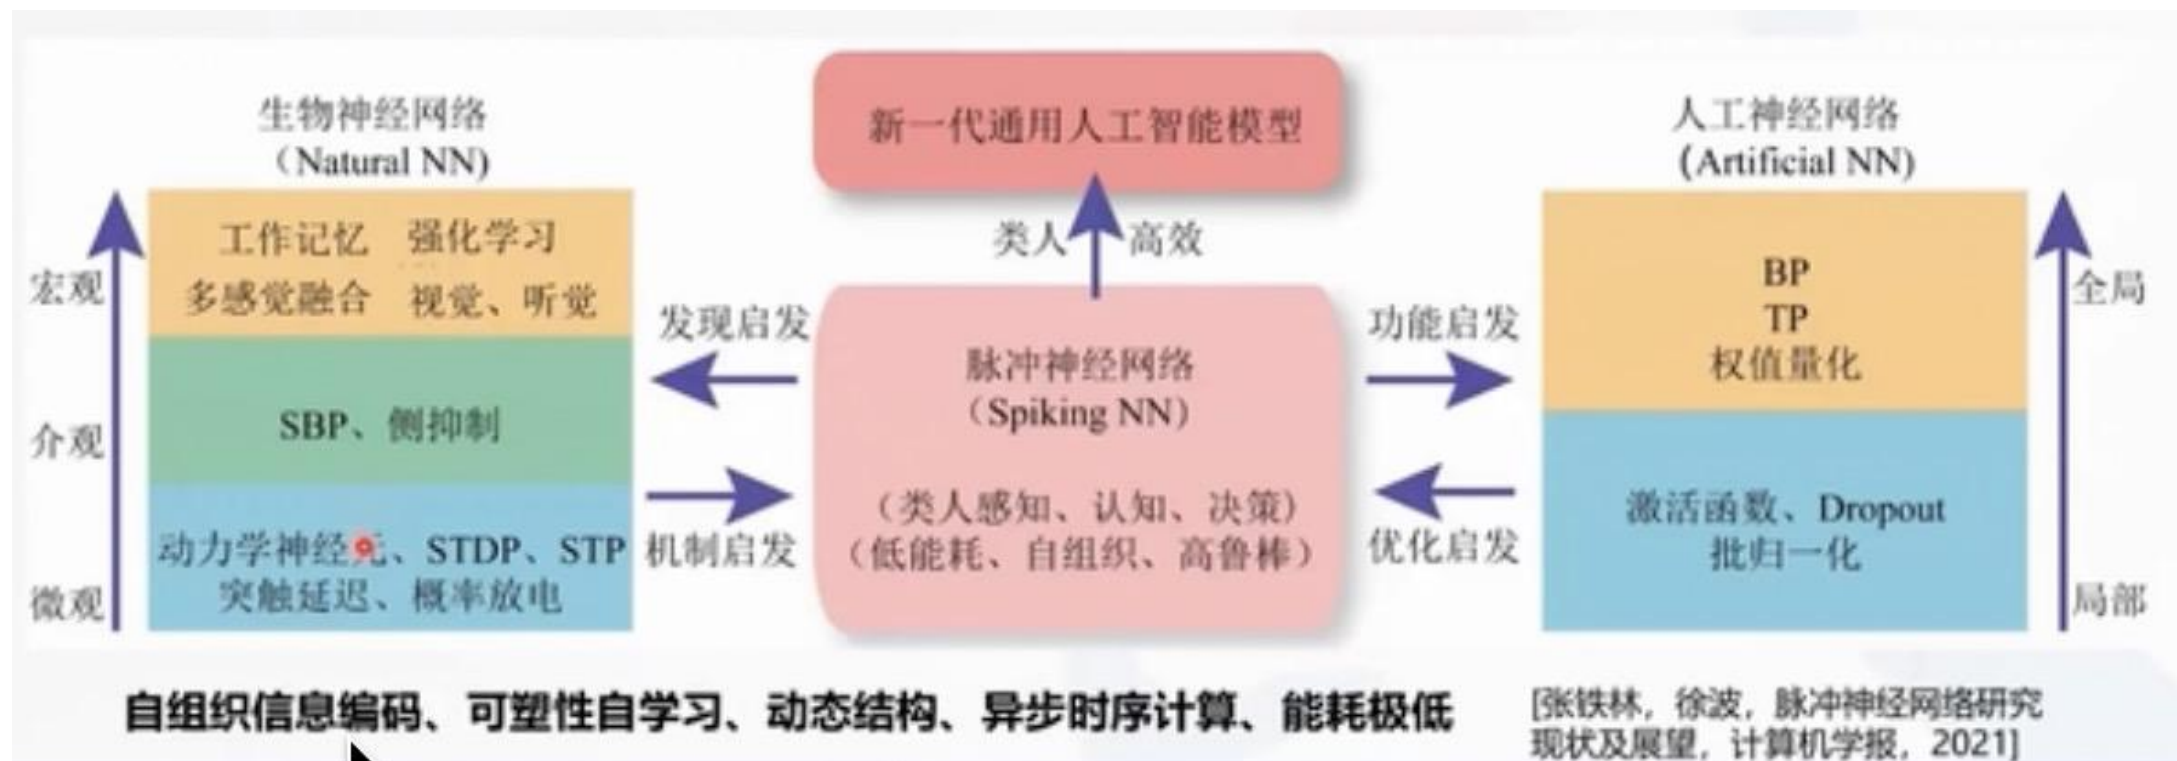 生物神经网络
（Natural NN)
宏观
介观
微观
工作记忆 强化学习
多感觉融合 视觉、听觉
SBP、侧抑制
动力学神经元、STDP、STP
突触延迟、概率放电
发现启发
机制启发
新一代通用人工智能模型
类人 高效
脉冲神经网络
（Spiking NN）
（类人感知、认知、决策）
（低能耗、自组织、高鲁棒）
功能启发
优化启发
人工神经网络
(Artificial NN)
BP
TP
权值量化
激活函数、Dropout
批归一化
全局
局部
自组织信息编码、可塑性自学习、动态结构、异步时序计算、能耗极低
[张铁林，徐波，脉冲神经网络研究
现状及展望，计算机学报，2021]